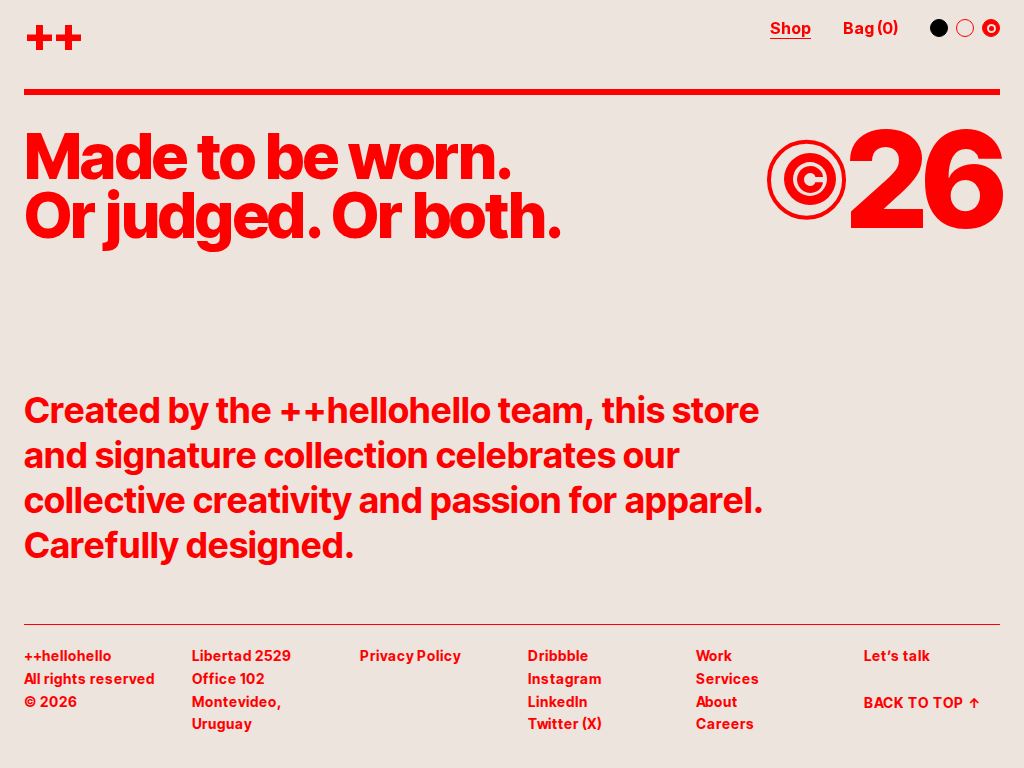 ++
Shop
Bag (0)
Made to be worn.
Or judged. Or both.
©26
Created by the ++hellohello team, this store
and signature collection celebrates our
collective creativity and passion for apparel.
Carefully designed.
++hellohello
All rights reserved
© 2026
Libertad 2529
Office 102
Montevideo,
Uruguay
Privacy Policy
Dribbble
Instagram
LinkedIn
Twitter (X)
Work
Services
About
Careers
Let’s talk
BACK TO TOP ↑